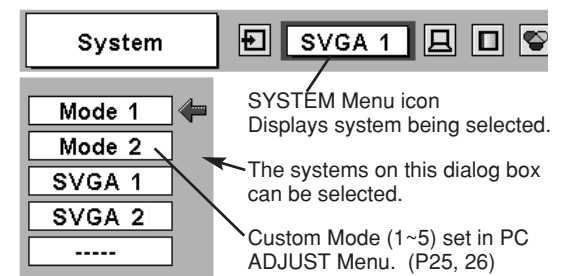 System
SVGA 1
SYSTEM Menu icon
Displays system being selected.
Mode 1
Mode 2
SVGA 1
SVGA 2
-----
The systems on this dialog box
can be selected.
Custom Mode (1~5) set in PC
ADJUST Menu. (P25, 26)